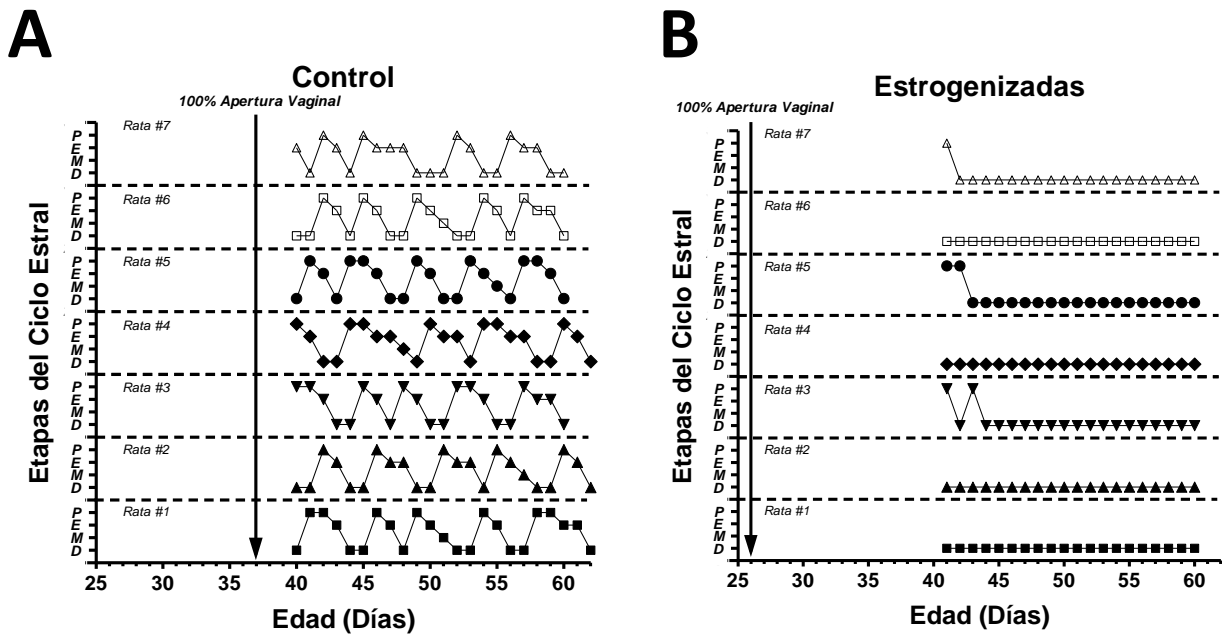 A
Control
100% Apertura Vaginal
Etapas del Ciclo Estral
P
E
M
D
Rata #7
P
E
M
D
Rata #6
P
E
M
D
Rata #5
P
E
M
D
Rata #4
P
E
M
D
Rata #3
P
E
M
D
Rata #2
P
E
M
D
Rata #1
25 30 35 40 45 50 55 60
Edad (Días)
B
Estrogenizadas
100% Apertura Vaginal
Etapas del Ciclo Estral
P
E
M
D
Rata #7
P
E
M
D
Rata #6
P
E
M
D
Rata #5
P
E
M
D
Rata #4
P
E
M
D
Rata #3
P
E
M
D
Rata #2
P
E
M
D
Rata #1
25 30 35 40 45 50 55 60
Edad (Días)